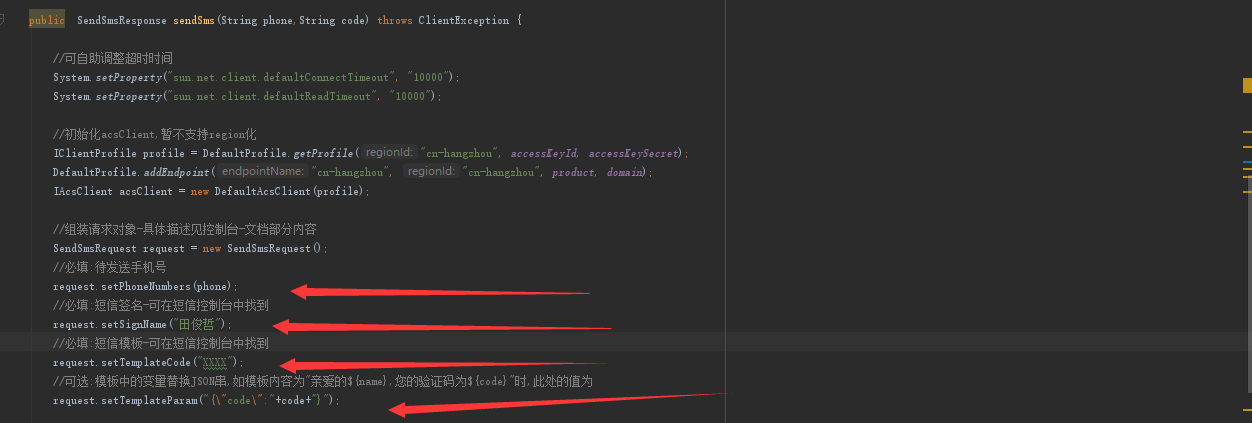 public SendSmsResponse sendSms(String phone,String code) throws ClientException {
//可自助调整超时时间
System.setProperty("sun.net.client.defaultConnectTimeout", "10000");
System.setProperty("sun.net.client.defaultReadTimeout", "10000");
//初始化acsClient,暂不支持region化
IClientProfile profile = DefaultProfile.getProfile( regionId: "cn-hangzhou", accessKeyId, accessKeySecret);
DefaultProfile.addEndpoint( endpointName: "cn-hangzhou", regionId: "cn-hangzhou", product, domain);
IAcsClient acsClient = new DefaultAcsClient(profile);
//组装请求对象-具体描述见控制台-文档部分内容
SendSmsRequest request = new SendSmsRequest();
//必填:待发送手机号
request.setPhoneNumbers(phone);
//必填:短信签名-可在短信控制台中找到
request.setSignName("田俊哲");
//必填:短信模板-可在短信控制台中找到
request.setTemplateCode("XXXX");
//可选:模板中的变量替换JSON串,如模板内容为"亲爱的${name},您的验证码为${code}"时,此处的值为
request.setTemplateParam("{\"code\":"+code+"}");